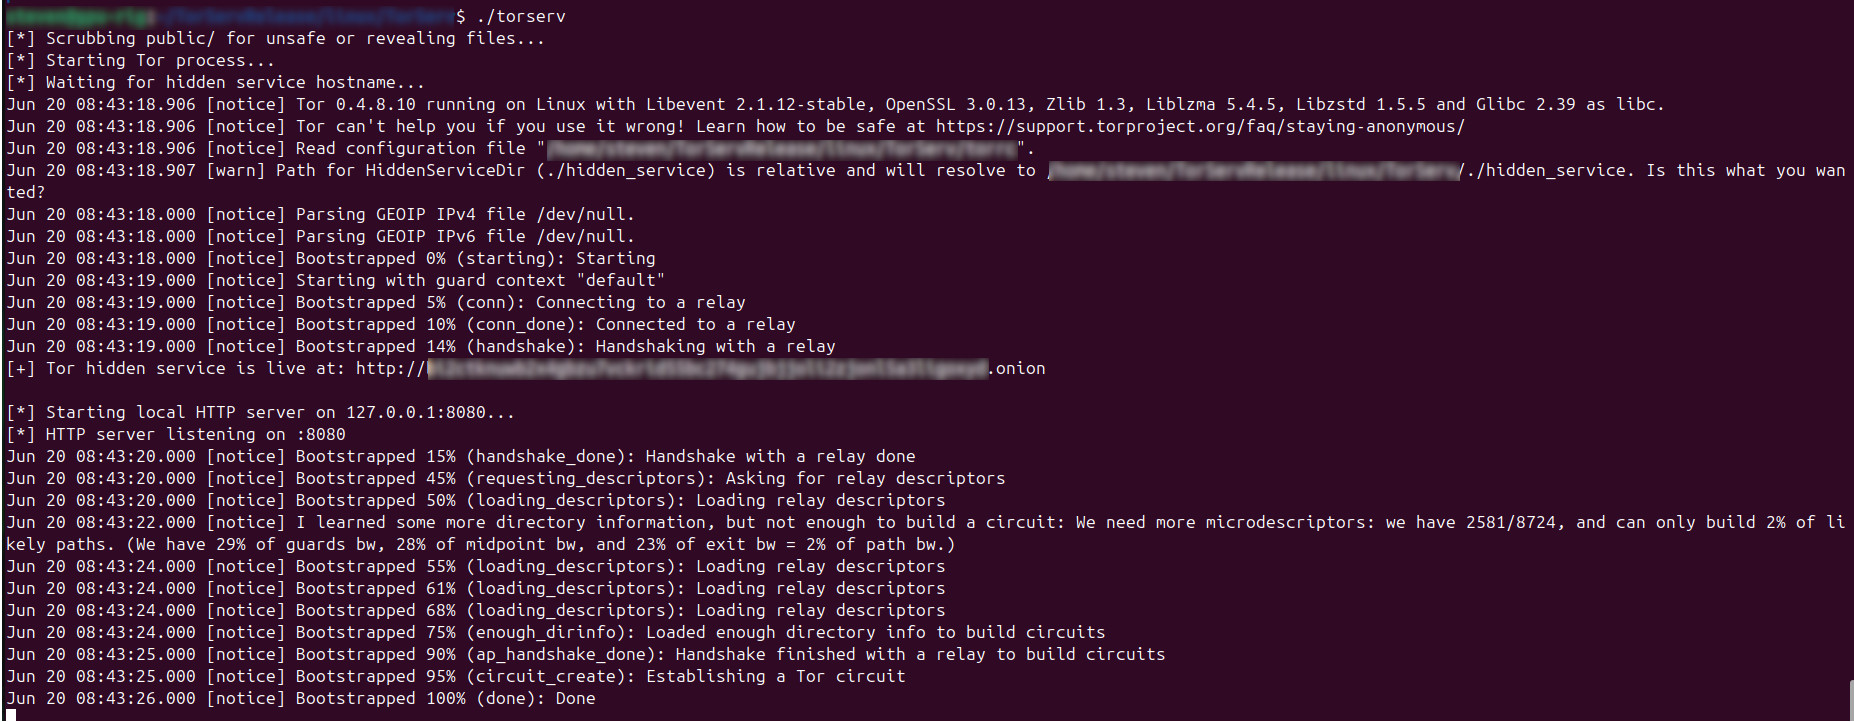 $ ./torserv
[*] Scrubbing public/ for unsafe or revealing files...
[*] Starting Tor process...
[*] Waiting for hidden service hostname...
Jun 20 08:43:18.906 [notice] Tor 0.4.8.10 running on Linux with Libevent 2.1.12-stable, OpenSSL 3.0.13, Zlib 1.3, Liblzma 5.4.5, Libzstd 1.5.5 and Glibc 2.39 as libc.
Jun 20 08:43:18.906 [notice] Tor can't help you if you use it wrong! Learn how to be safe at https://support.torproject.org/faq/staying-anonymous/
Jun 20 08:43:18.906 [notice] Read configuration file "".
Jun 20 08:43:18.907 [warn] Path for HiddenServiceDir (./hidden_service) is relative and will resolve to /./hidden_service. Is this what you wan
ted?
Jun 20 08:43:18.000 [notice] Parsing GEOIP IPv4 file /dev/null.
Jun 20 08:43:18.000 [notice] Parsing GEOIP IPv6 file /dev/null.
Jun 20 08:43:18.000 [notice] Bootstrapped 0% (starting): Starting
Jun 20 08:43:19.000 [notice] Starting with guard context "default"
Jun 20 08:43:19.000 [notice] Bootstrapped 5% (conn): Connecting to a relay
Jun 20 08:43:19.000 [notice] Bootstrapped 10% (conn_done): Connected to a relay
Jun 20 08:43:19.000 [notice] Bootstrapped 14% (handshake): Handshaking with a relay
[+] Tor hidden service is live at: http://.onion
[*] Starting local HTTP server on 127.0.0.1:8080...
[*] HTTP server listening on :8080
Jun 20 08:43:20.000 [notice] Bootstrapped 15% (handshake_done): Handshake with a relay done
Jun 20 08:43:20.000 [notice] Bootstrapped 45% (requesting_descriptors): Asking for relay descriptors
Jun 20 08:43:20.000 [notice] Bootstrapped 50% (loading_descriptors): Loading relay descriptors
Jun 20 08:43:22.000 [notice] I learned some more directory information, but not enough to build a circuit: We need more microdescriptors: we have 2581/8724, and can only build 2% of li
kely paths. (We have 29% of guards bw, 28% of midpoint bw, and 23% of exit bw = 2% of path bw.)
Jun 20 08:43:24.000 [notice] Bootstrapped 55% (loading_descriptors): Loading relay descriptors
Jun 20 08:43:24.000 [notice] Bootstrapped 61% (loading_descriptors): Loading relay descriptors
Jun 20 08:43:24.000 [notice] Bootstrapped 68% (loading_descriptors): Loading relay descriptors
Jun 20 08:43:24.000 [notice] Bootstrapped 75% (enough_dirinfo): Loaded enough directory info to build circuits
Jun 20 08:43:25.000 [notice] Bootstrapped 90% (ap_handshake_done): Handshake finished with a relay to build circuits
Jun 20 08:43:25.000 [notice] Bootstrapped 95% (circuit_create): Establishing a Tor circuit
Jun 20 08:43:26.000 [notice] Bootstrapped 100% (done): Done